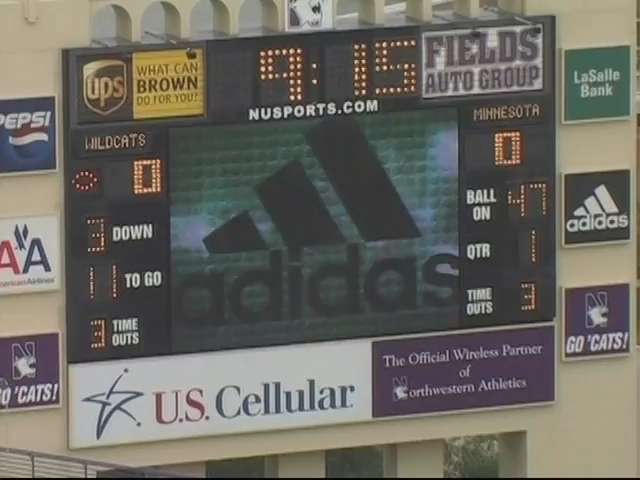 ups
WHAT CAN
BROWN
DO FOR YOU?
9:15
FIELDS
AUTO GROUP
NUSPORTS.COM
LaSalle
Bank
PEPSI
WILDCATS
0
MINNESOTA
0
3 DOWN
BALL
ON 47
11 TO GO
QTR 1
3 TIME
OUTS
TIME
OUTS 3
adidas
adidas
AA
AmericanAirlines
N
GO 'CATS!
N
GO 'CATS!
U.S. Cellular
The Official Wireless Partner
of
Northwestern Athletics